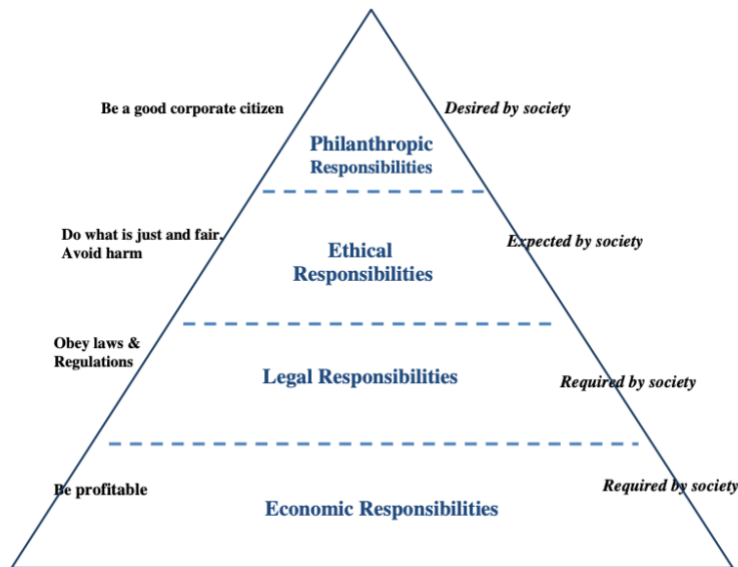 Be a good corporate citizen
Desired by society
Philanthropic
Responsibilities
Do what is just and fair,
Avoid harm
Expected by society
Ethical
Responsibilities
Obey laws &
Regulations
Legal Responsibilities
Required by society
Be profitable
Required by society
Economic Responsibilities